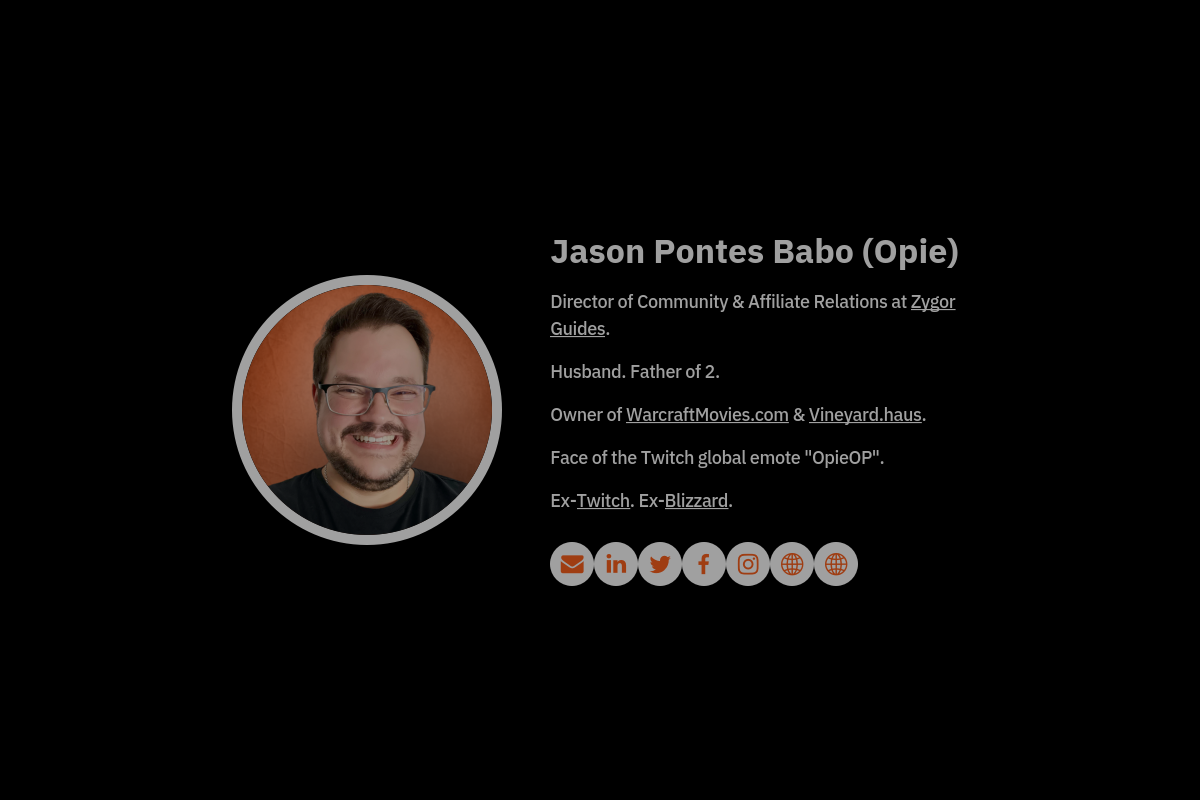 Jason Pontes Babo (Opie)
Director of Community & Affiliate Relations at Zygor
Guides.
Husband. Father of 2.
Owner of WarcraftMovies.com & Vineyard.haus.
Face of the Twitch global emote "OpieOP".
Ex-Twitch. Ex-Blizzard.